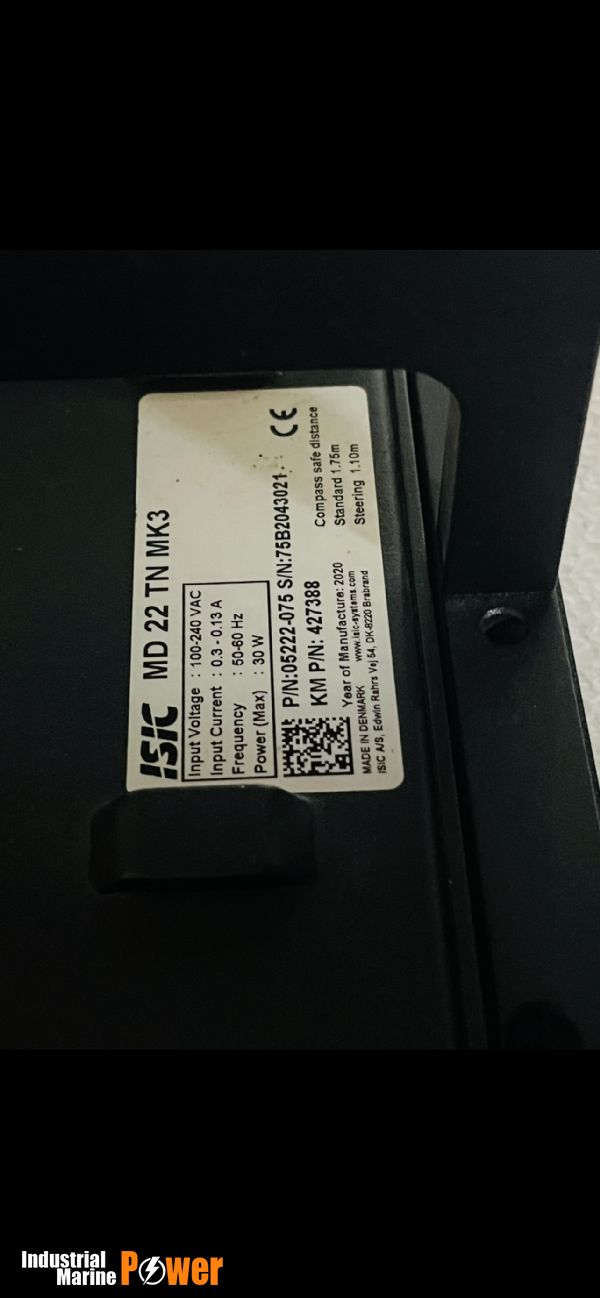 ISIC MD 22 TN MK3
Input Voltage : 100-240 VAC
Input Current : 0.3 - 0.13 A
Frequency : 50-60 Hz
Power (Max) : 30 W
CE
P/N:05222-075 S/N:75B2043021
KM P/N: 427388
Compass safe distance
Standard 1.75m
Steering 1.10m
Year of Manufacture: 2020
MADE IN DENMARK www.isic-systems.com
ISIC A/S, Edwin Rahrs Vej 54, DK-8220 Brabrand
Industrial
Marine
Power